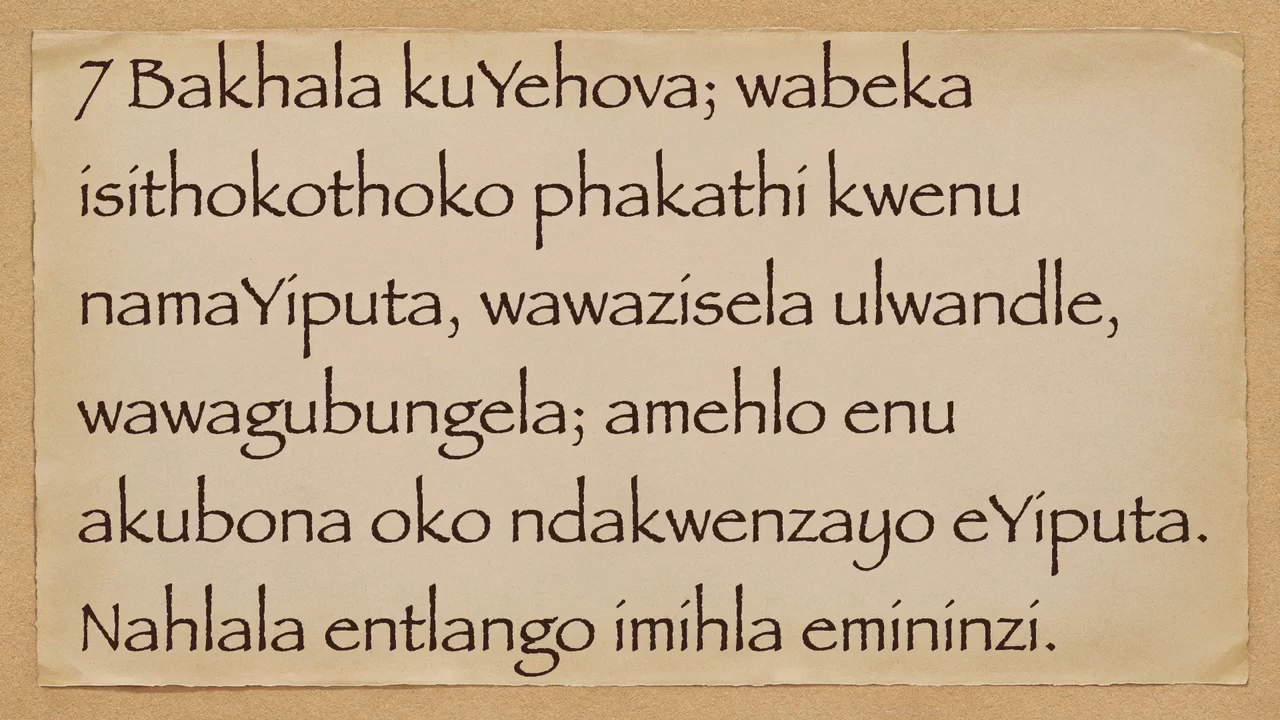 7 Bakhala kuYehova; wabeka
isithokothoko phakathi kwenu
namaYiputa, wawazisela ulwandle,
wawagubungela; amehlo enu
akubona oko ndakwenzayo eYiputa.
Nahlala entlango imihla emininzi.